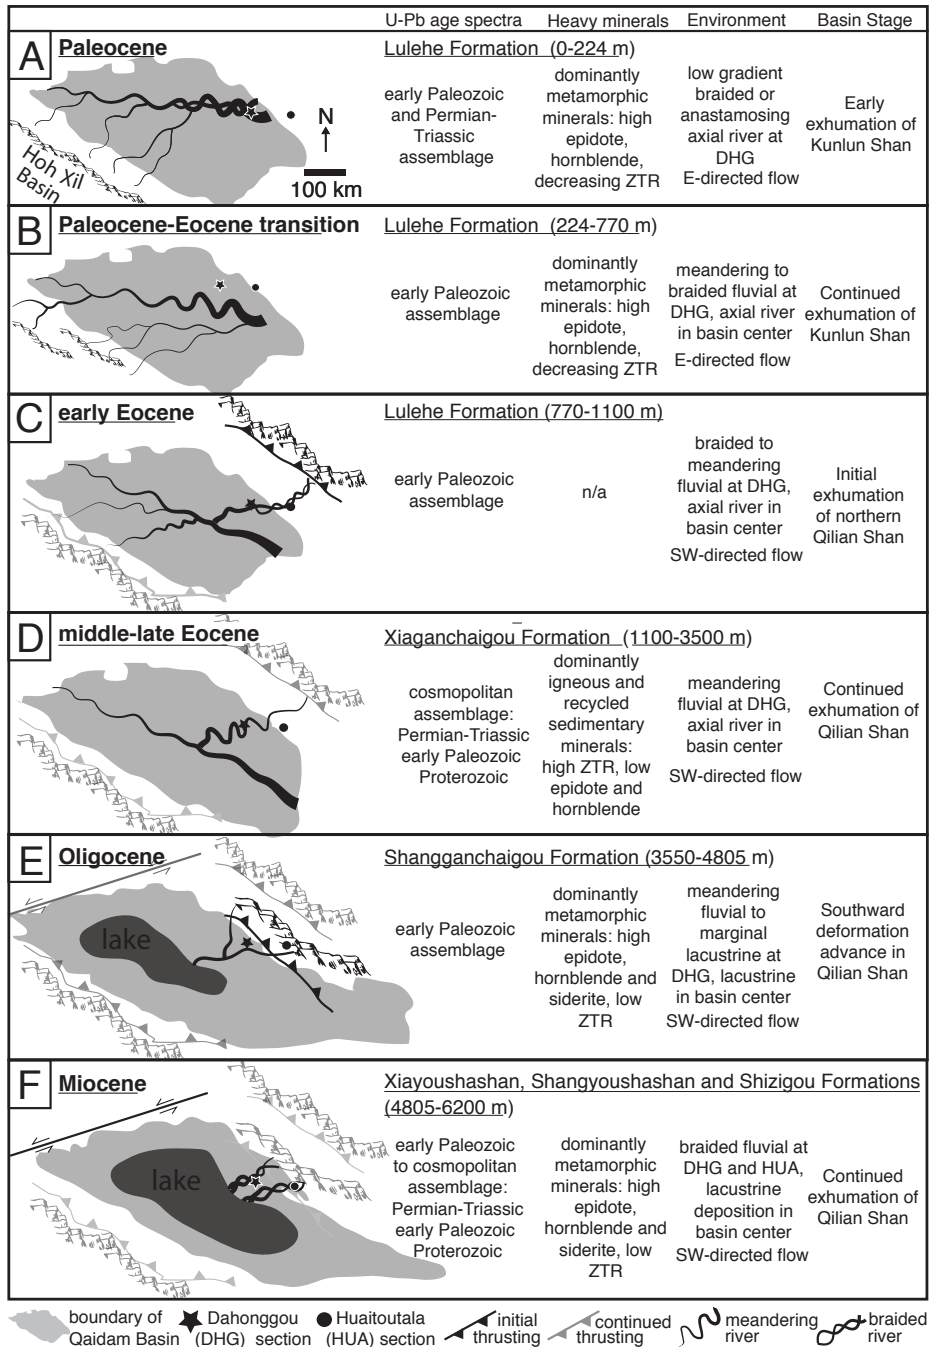 U-Pb age spectra Heavy minerals Environment Basin Stage
A Paleocene
Lulehe Formation (0-224 m)
early Paleozoic
and Permian-
Triassic
assemblage
dominantly
metamorphic
minerals: high
epidote,
hornblende,
decreasing ZTR
low gradient
braided or
anastamosing
axial river at
DHG
E-directed flow
Early
exhumation of
Kunlun Shan
Hoh Xil
Basin
N
100 km
B Paleocene-Eocene transition
Lulehe Formation (224-770 m)
early Paleozoic
assemblage
dominantly
metamorphic
minerals: high
epidote,
hornblende,
decreasing ZTR
meandering to
braided fluvial at
DHG, axial river
in basin center
E-directed flow
Continued
exhumation of
Kunlun Shan
C early Eocene
Lulehe Formation (770-1100 m)
early Paleozoic
assemblage
n/a
braided to
meandering
fluvial at DHG,
axial river in
basin center
SW-directed flow
Initial
exhumation
of northern
Qilian Shan
D middle-late Eocene
Xiaganchaigou Formation (1100-3500 m)
cosmopolitan
assemblage:
Permian-Triassic
early Paleozoic
Proterozoic
dominantly
igneous and
recycled
sedimentary
minerals:
high ZTR, low
epidote and
hornblende
meandering
fluvial at DHG,
axial river in
basin center
SW-directed flow
Continued
exhumation of
Qilian Shan
E Oligocene
Shangganchaigou Formation (3550-4805 m)
lake
early Paleozoic
assemblage
dominantly
metamorphic
minerals: high
epidote,
hornblende and
siderite, low
ZTR
meandering
fluvial to
marginal
lacustrine at
DHG, lacustrine
in basin center
SW-directed flow
Southward
deformation
advance in
Qilian Shan
F Miocene
Xiayoushashan, Shangyoushashan and Shizigou Formations
(4805-6200 m)
lake
early Paleozoic
to cosmopolitan
assemblage:
Permian-Triassic
early Paleozoic
Proterozoic
dominantly
metamorphic
minerals: high
epidote,
hornblende and
siderite, low
ZTR
braided fluvial at
DHG and HUA,
lacustrine
deposition in
basin center
SW-directed flow
Continued
exhumation of
Qilian Shan
boundary of
Qaidam Basin
Dahonggou
(DHG) section
Huaitoutala
(HUA) section
initial
thrusting
continued
thrusting
meandering
river
braided
river